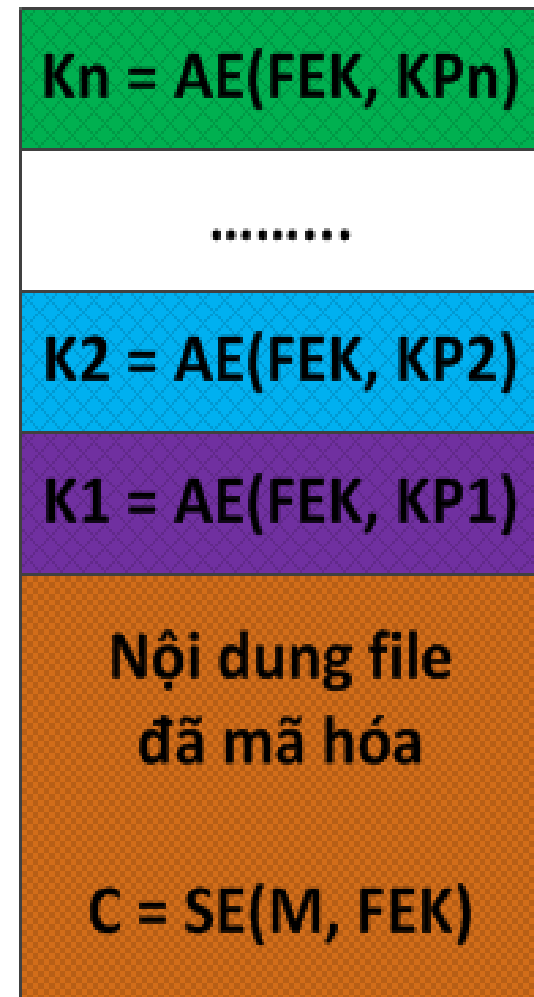 Kn = AE(FEK, KPn)
.........
K2 = AE(FEK, KP2)
K1 = AE(FEK, KP1)
Nội dung file
đã mã hóa
C = SE(M, FEK)